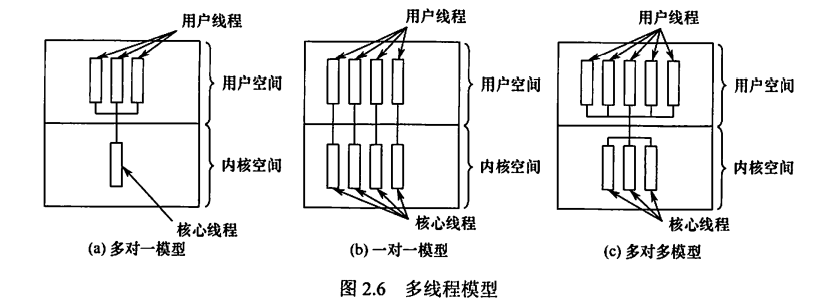 用户线程
用户空间
内核空间
核心线程
(a) 多对一模型
用户线程
用户空间
内核空间
核心线程
(b) 一对一模型
用户线程
用户空间
内核空间
核心线程
(c) 多对多模型
图 2.6 多线程模型